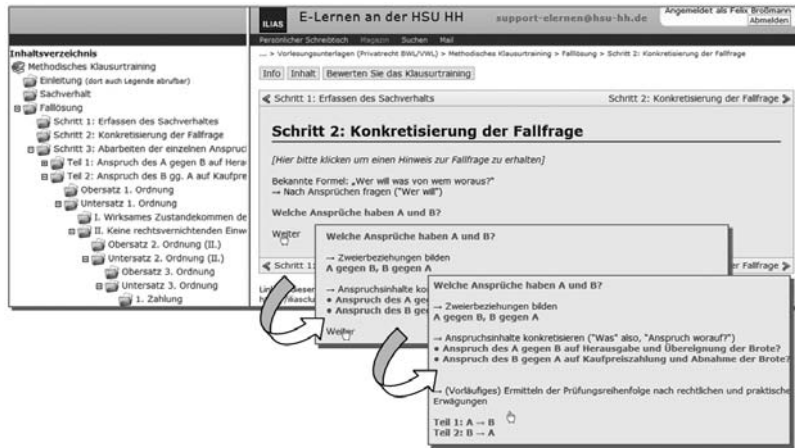 ILIAS
E-Lernen an der HSU HH
support-elernen@hsu-hh.de
Angemeldet als Felix Broßmann
Abmelden
Persönlicher Schreibtisch Magazin Suchen Mail
... > Vorlesungsunterlagen (Privatrecht BWL/VWL) > Methodisches Klausurtraining > Falllösung > Schritt 2: Konkretisierung der Fallfrage
Info Inhalt Bewerten Sie das Klausurtraining
Inhaltsverzeichnis
Methodisches Klausurtraining
Einleitung (dort auch Legende abrufbar)
Sachverhalt
Falllösung
Schritt 1: Erfassen des Sachverhaltes
Schritt 2: Konkretisierung der Fallfrage
Schritt 3: Abarbeiten der einzelnen Anspruc
Teil 1: Anspruch des A gegen B auf Hera
Teil 2: Anspruch des B gg. A auf Kaufpre
Obersatz 1. Ordnung
Untersatz 1. Ordnung
I. Wirksames Zustandekommen de
II. Keine rechtsvernichtenden Einw
Obersatz 2. Ordnung (II.)
Untersatz 2. Ordnung (II.)
Obersatz 3. Ordnung
Untersatz 3. Ordnung
1. Zahlung
Schritt 1: Erfassen des Sachverhalts
Schritt 2: Konkretisierung der Fallfrage
Schritt 2: Konkretisierung der Fallfrage
[Hier bitte klicken um einen Hinweis zur Fallfrage zu erhalten]
Bekannte Formel: „Wer will was von wem woraus?"
→ Nach Ansprüchen fragen ("Wer will")
Welche Ansprüche haben A und B?
Weiter
Schritt 1:
er Fallfrage
Welche Ansprüche haben A und B?
→ Zweierbeziehungen bilden
A gegen B, B gegen A
→ Anspruchsinhalte ko
• Anspruch des A ge
• Anspruch des B ge
Weiter
Welche Ansprüche haben A und B?
→ Zweierbeziehungen bilden
A gegen B, B gegen A
→ Anspruchsinhalte konkretisieren ("Was" also, "Anspruch worauf?")
• Anspruch des A gegen B auf Herausgabe und Übereignung der Brote?
• Anspruch des B gegen A auf Kaufpreiszahlung und Abnahme der Brote?
→ (Vorläufiges) Ermitteln der Prüfungsreihenfolge nach rechtlichen und praktische
Erwägungen
Teil 1: A → B
Teil 2: B → A